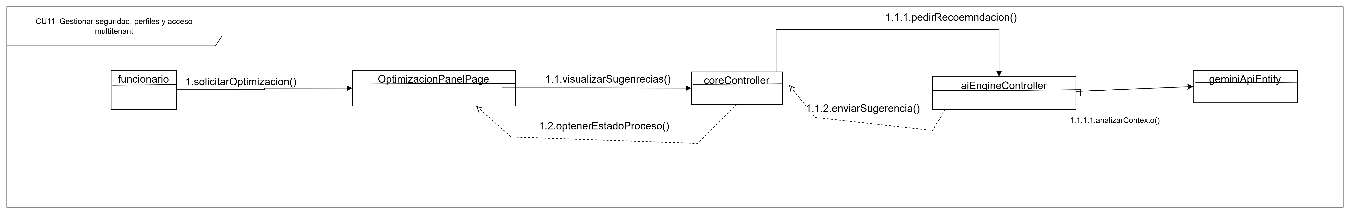 CU11 Gestionar seguridad, perfiles y acceso
multitenant
1.1.1.pedirRecoemndacion()
funcionario
1.solicitarOptimizacion()
OptimizacionPanelPage
1.1.visualizarSugenrecias()
coreController
aiEngineController
geminiApiEntity
1.1.2.enviarSugerencia()
1.1.1.1.analizarContexto()
1.2.optenerEstadoProceso()